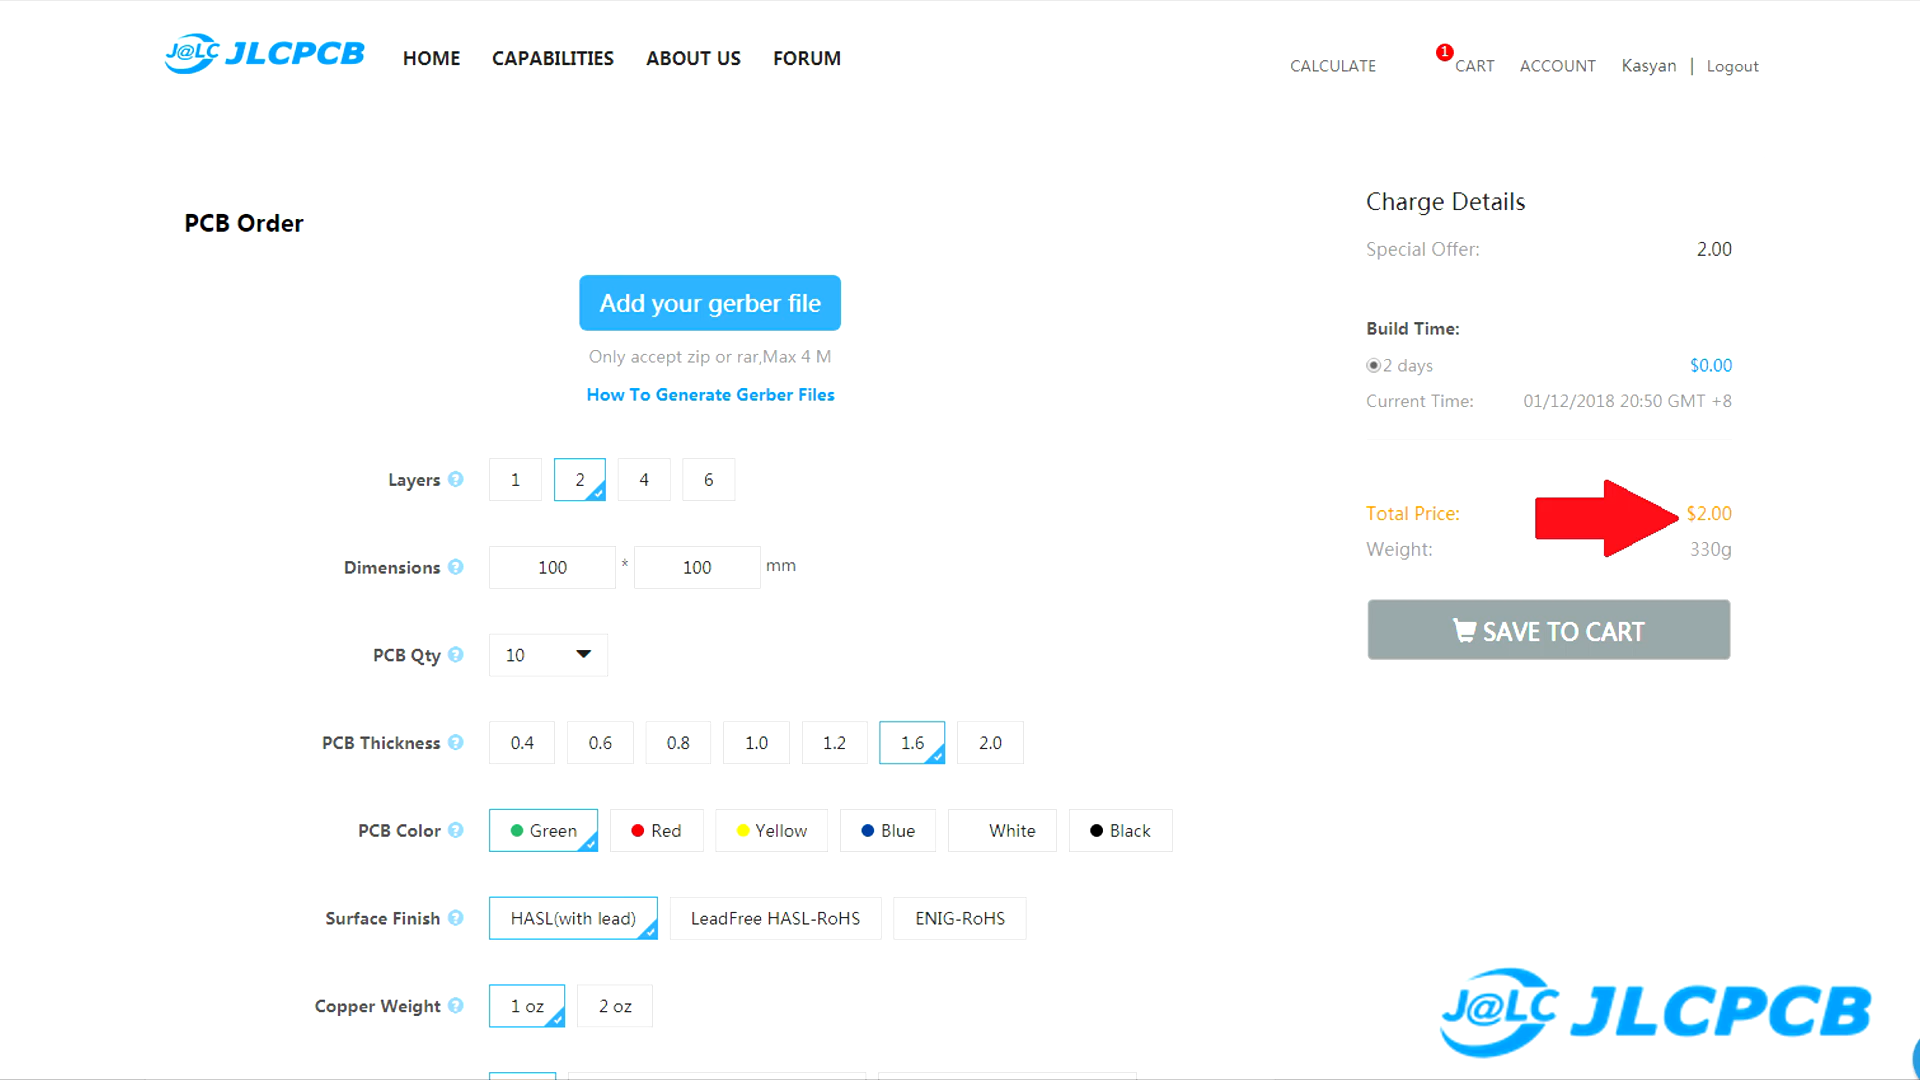 J@LC JLCPCB HOME CAPABILITIES ABOUT US FORUM
CALCULATE 1 CART ACCOUNT Kasyan | Logout
PCB Order
Add your gerber file
Only accept zip or rar,Max 4 M
How To Generate Gerber Files
Layers ? 1 2 4 6
Dimensions ? 100 * 100 mm
PCB Qty ? 10
PCB Thickness ? 0.4 0.6 0.8 1.0 1.2 1.6 2.0
PCB Color ? Green Red Yellow Blue White Black
Surface Finish ? HASL(with lead) LeadFree HASL-RoHS ENIG-RoHS
Copper Weight ? 1 oz 2 oz
Charge Details
Special Offer: 2.00
Build Time:
2 days $0.00
Current Time: 01/12/2018 20:50 GMT +8
Total Price: $2.00
Weight: 330g
SAVE TO CART
J@LC JLCPCB